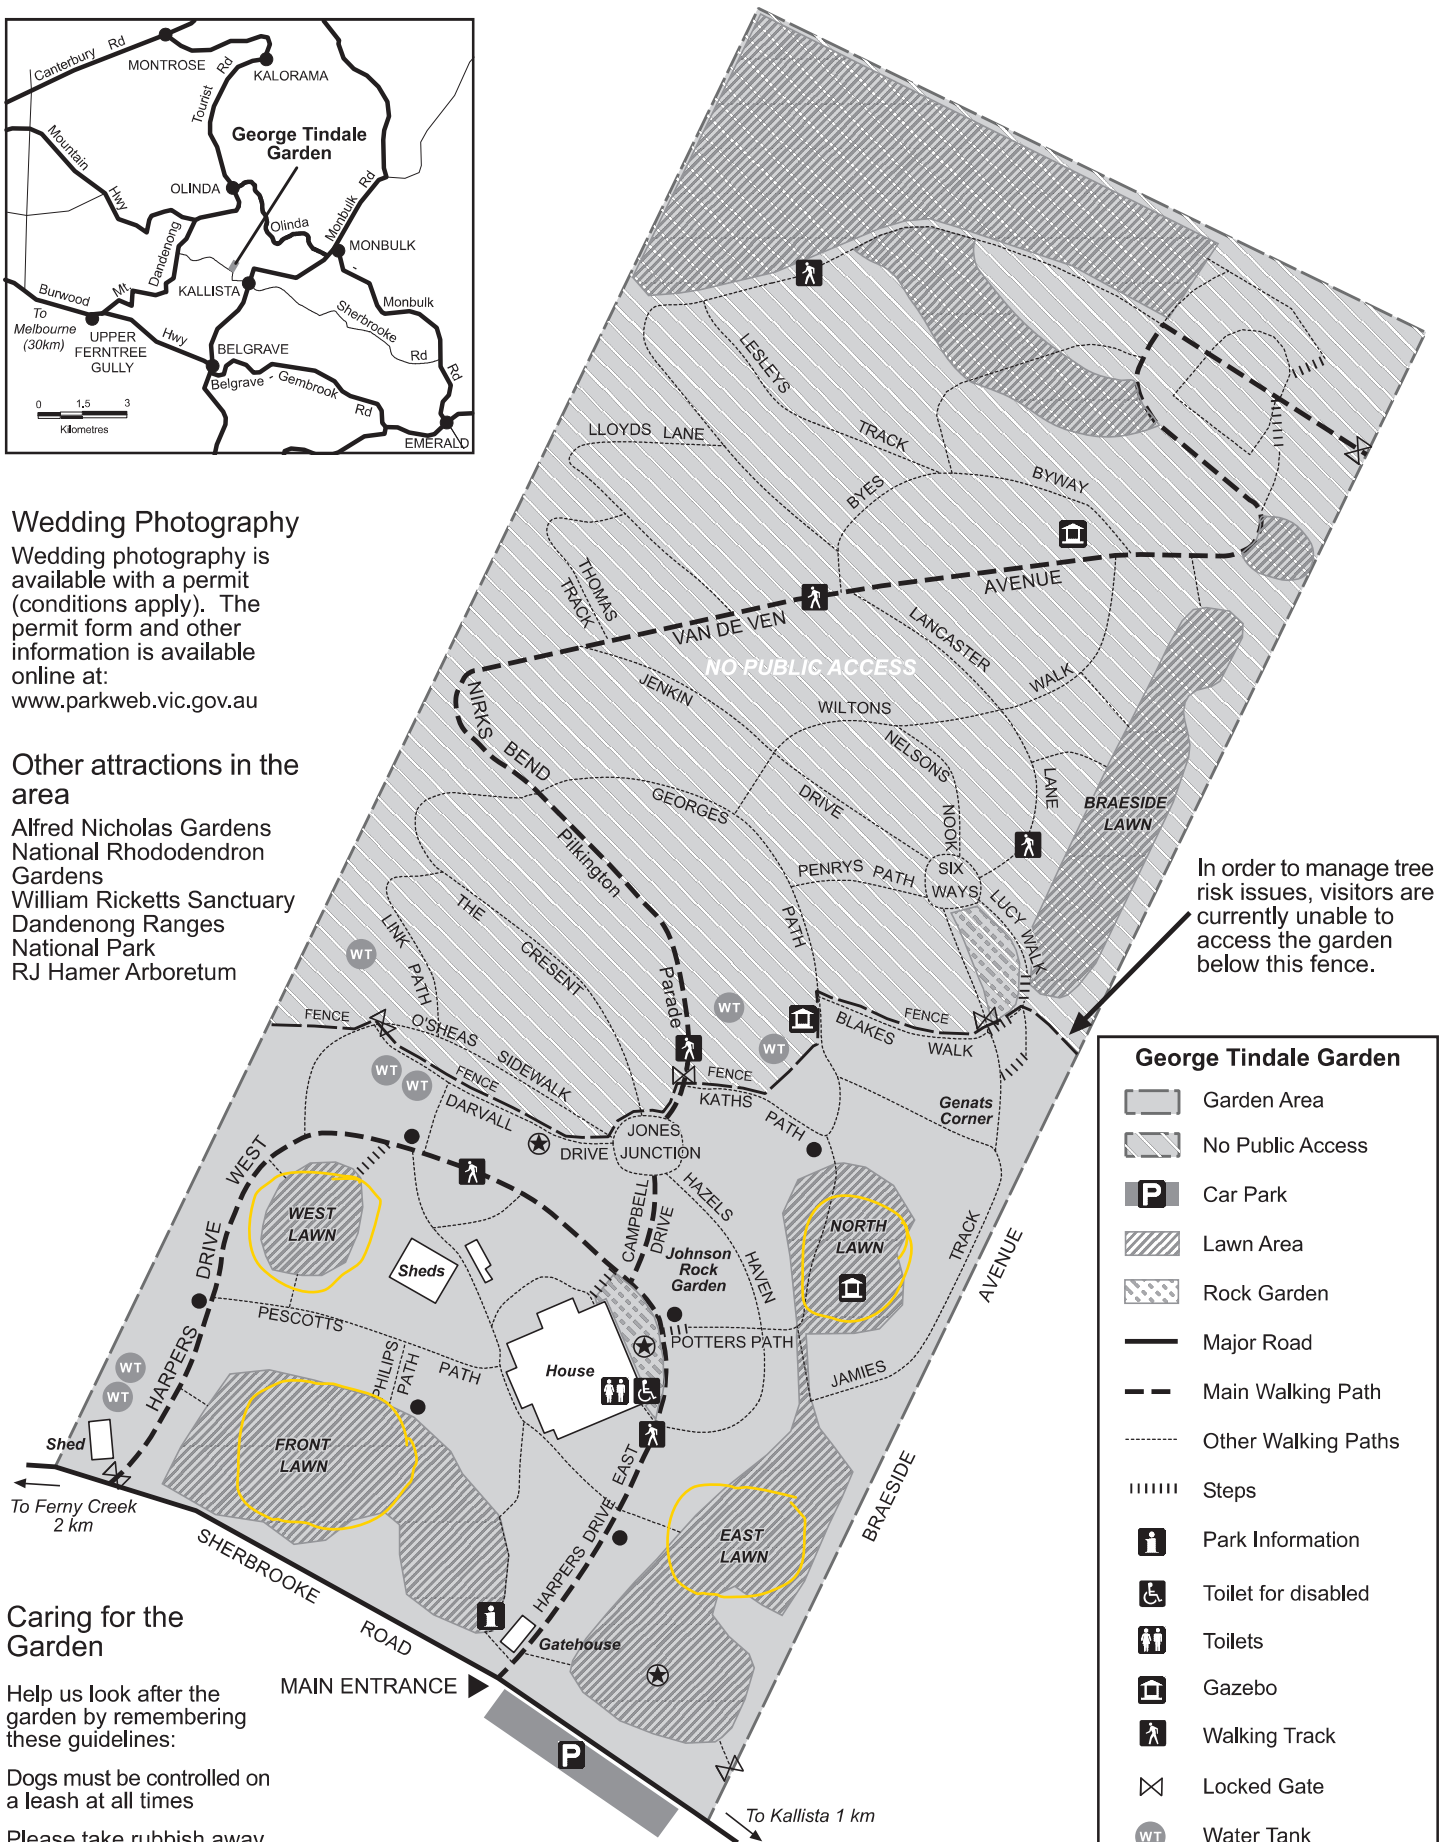 Canterbury Rd
MONTROSE
KALORAMA
Tourist Rd
Mountain Hwy
George Tindale
Garden
OLINDA
Olinda
Monbulk Rd
MONBULK
Mt. Dandenong
KALLISTA
Burwood
Hwy
To
Melbourne
(30km)
UPPER
FERNTREE
GULLY
Monbulk
Rd
Sherbrooke
Rd
BELGRAVE
Belgrave - Gembrook
Rd
EMERALD
0 1.5 3
Kilometres
Wedding Photography
Wedding photography is
available with a permit
(conditions apply). The
permit form and other
information is available
online at:
www.parkweb.vic.gov.au
Other attractions in the
area
Alfred Nicholas Gardens
National Rhododendron
Gardens
William Ricketts Sanctuary
Dandenong Ranges
National Park
RJ Hamer Arboretum
LESLEYS
TRACK
LLOYDS LANE
BYES
BYWAY
THOMAS
TRACK
VAN DE VEN
AVENUE
NO PUBLIC ACCESS
LANCASTER
LANE
NIRKS
BEND
JENKIN
DRIVE
WILTONS
WALK
NELSONS
NOOK
GEORGES
PATH
BRAESIDE
LAWN
Pilkington
Parade
PENRYS PATH
SIX
WAYS
LUCY WALK
THE
CRESENT
LINK
PATH
WT
WT
WT
WT
WT
In order to manage tree
risk issues, visitors are
currently unable to
access the garden
below this fence.
FENCE
O'SHEAS
SIDEWALK
FENCE
DARVALL
DRIVE
FENCE
KATHS
PATH
FENCE
BLAKES
WALK
Genats
Corner
JONES
JUNCTION
WEST
DRIVE
HARPERS
WEST
LAWN
Sheds
CAMPBELL
DRIVE
HAZELS
HAVEN
Johnson
Rock
Garden
NORTH
LAWN
TRACK
JAMIES
BRAESIDE
AVENUE
PESCOTTS
PATH
PHILIPS
PATH
House
POTTERS PATH
WT
WT
Shed
FRONT
LAWN
HARPERS DRIVE EAST
EAST
LAWN
To Ferny Creek
2 km
SHERBROOKE
ROAD
Gatehouse
MAIN ENTRANCE
P
To Kallista 1 km
Caring for the
Garden
Help us look after the
garden by remembering
these guidelines:
Dogs must be controlled on
a leash at all times
Please take rubbish away
George Tindale Garden
Garden Area
No Public Access
P Car Park
Lawn Area
Rock Garden
Major Road
Main Walking Path
Other Walking Paths
Steps
i Park Information
Toilet for disabled
Toilets
Gazebo
Walking Track
Locked Gate
WT Water Tank